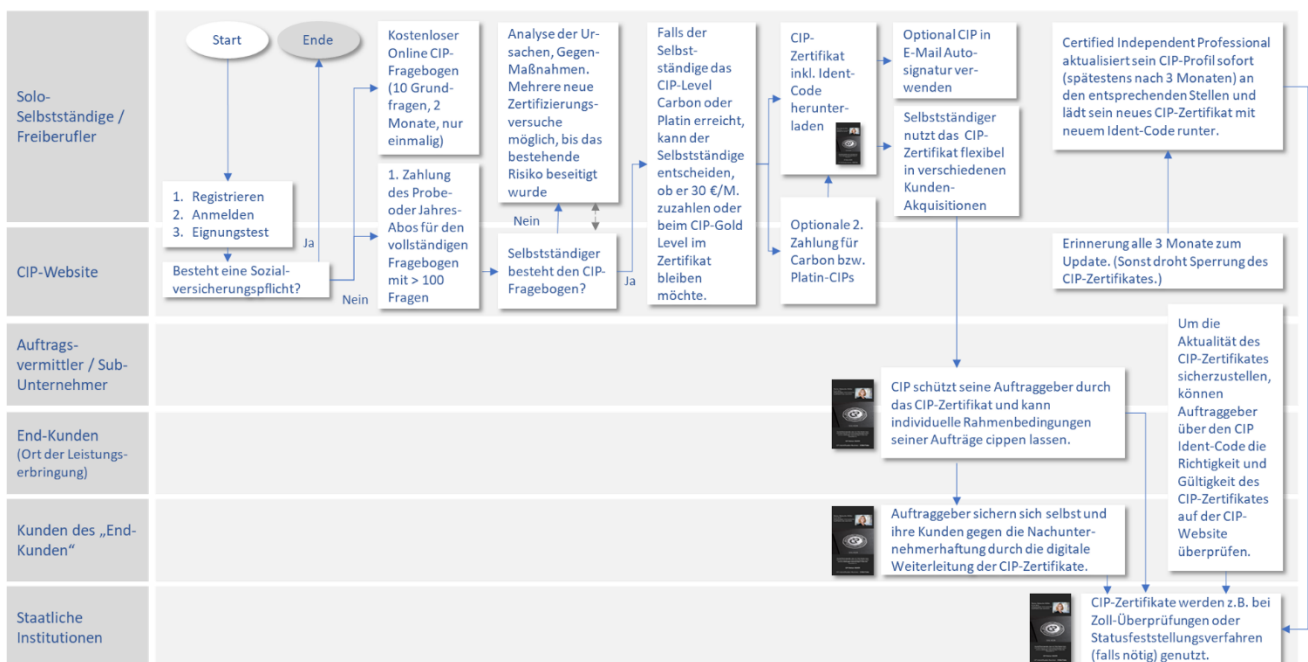 Solo-
Selbstständige /
Freiberufler
Start
Ende
1. Registrieren
2. Anmelden
3. Eignungstest
Ja
Kostenloser
Online CIP-
Fragebogen
(10 Grund-
fragen, 2
Monate, nur
einmalig)
1. Zahlung
des Probe-
oder Jahres-
Abos für den
vollständigen
Fragebogen
mit > 100
Fragen
Analyse der Ur-
sachen, Gegen-
Maßnahmen.
Mehrere neue
Zertifizierungs-
versuche
möglich, bis das
bestehende
Risiko beseitigt
wurde
Nein
Falls der
Selbst-
ständige das
CIP-Level
Carbon oder
Platin erreicht,
kann der
Selbstständige
entscheiden,
ob er 30 €/M.
zuzahlen oder
beim CIP-Gold
Level im
Zertifikat
bleiben
möchte.
CIP-
Zertifikat
inkl. Ident-
Code
herunter-
laden
Optional CIP in
E-Mail Auto-
signatur ver-
wenden
Selbstständiger
nutzt das CIP-
Zertifikat flexibel
in verschiedenen
Kunden-
Akquisitionen
Certified Independent Professional
aktualisiert sein CIP-Profil sofort
(spätestens nach 3 Monaten) an
den entsprechenden Stellen und
lädt sein neues CIP-Zertifikat mit
neuem Ident-Code runter.
CIP-Website
Besteht eine Sozial-
versicherungspflicht?
Nein
Selbstständiger
besteht den CIP-
Fragebogen?
Ja
Optionale 2.
Zahlung für
Carbon bzw.
Platin-CIPs
Erinnerung alle 3 Monate zum
Update. (Sonst droht Sperrung des
CIP-Zertifikates.)
Auftrags-
vermittler / Sub-
Unternehmer
CIP schützt seine Auftraggeber durch
das CIP-Zertifikat und kann
individuelle Rahmenbedingungen
seiner Aufträge cippen lassen.
Um die
Aktualität des
CIP-Zertifikates
sicherzustellen,
können
Auftraggeber
über den CIP
Ident-Code die
Richtigkeit und
Gültigkeit des
CIP-Zertifikates
auf der CIP-
Website
überprüfen.
End-Kunden
(Ort der Leistungs-
erbringung)
Kunden des „End-
Kunden“
Auftraggeber sichern sich selbst und
ihre Kunden gegen die Nachunter-
nehmerhaftung durch die digitale
Weiterleitung der CIP-Zertifikate.
Staatliche
Institutionen
CIP-Zertifikate werden z.B. bei
Zoll-Überprüfungen oder
Statusfeststellungsverfahren
(falls nötig) genutzt.